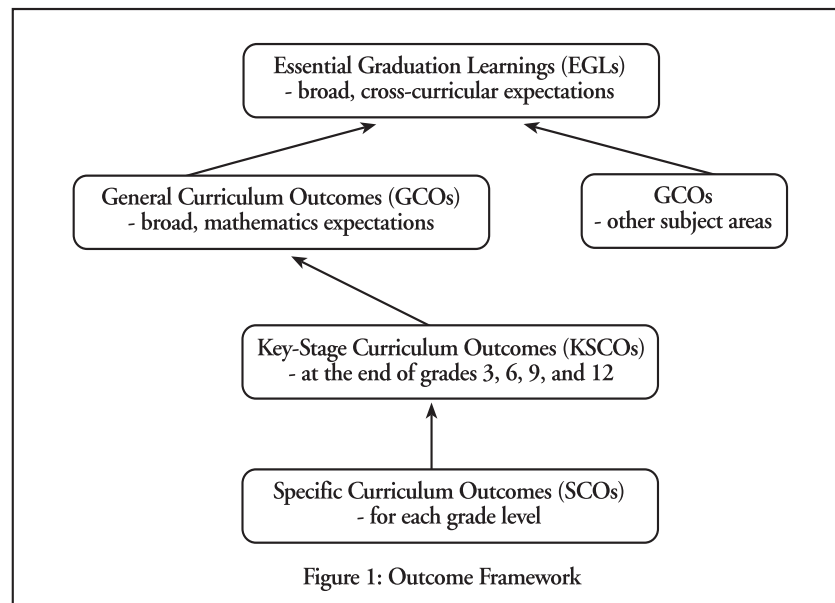 Essential Graduation Learnings (EGLs)
- broad, cross-curricular expectations
General Curriculum Outcomes (GCOs)
- broad, mathematics expectations
GCOs
- other subject areas
Key-Stage Curriculum Outcomes (KSCOs)
- at the end of grades 3, 6, 9, and 12
Specific Curriculum Outcomes (SCOs)
- for each grade level
Figure 1: Outcome Framework